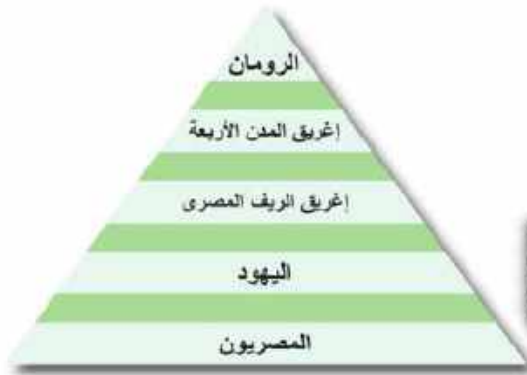 الرومان
إغريق المدن الأربعة
إغريق الريف المصرى
اليهود
المصريون